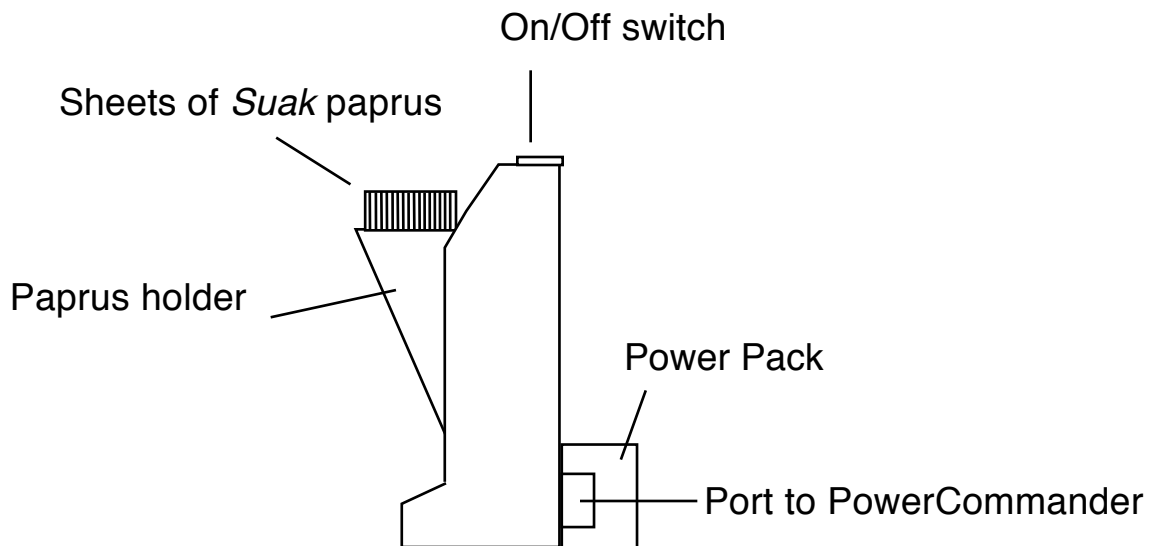 On/Off switch
Sheets of Suak paprus
Paprus holder
Power Pack
Port to PowerCommander